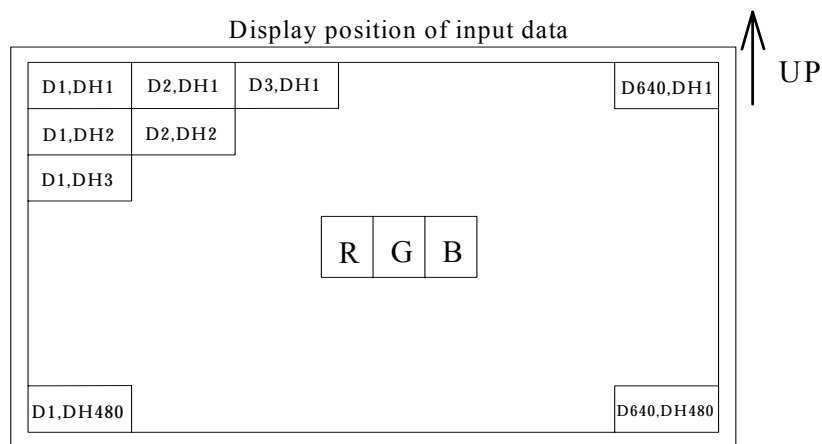 Display position of input data
UP
D1,DH1 D2,DH1 D3,DH1 D640,DH1
D1,DH2 D2,DH2
D1,DH3
R G B
D1,DH480 D640,DH480